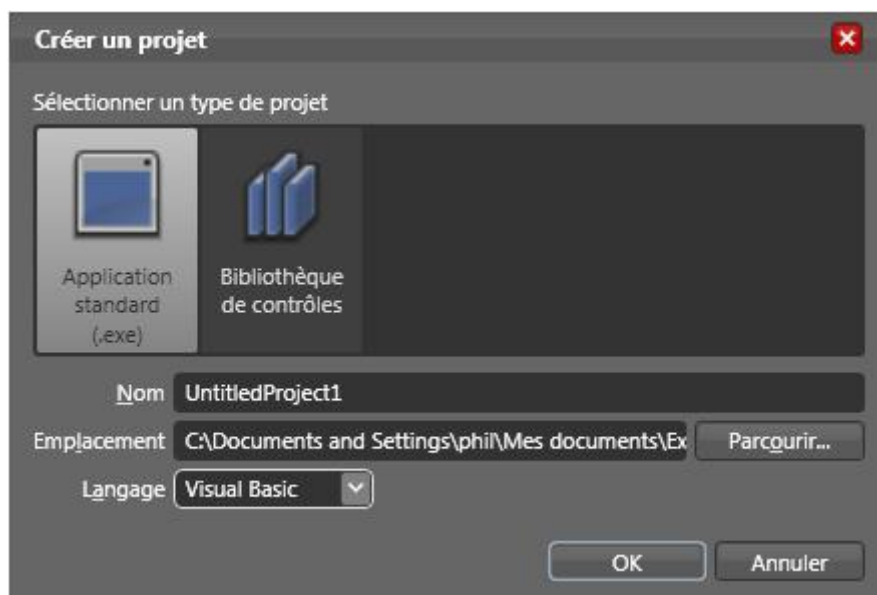 Créer un projet
Sélectionner un type de projet
Application
standard
(.exe)
Bibliothèque
de contrôles
Nom UntitledProject1
Emplacement C:\Documents and Settings\phil\Mes documents\Ex Parcourir...
Langage Visual Basic
OK Annuler